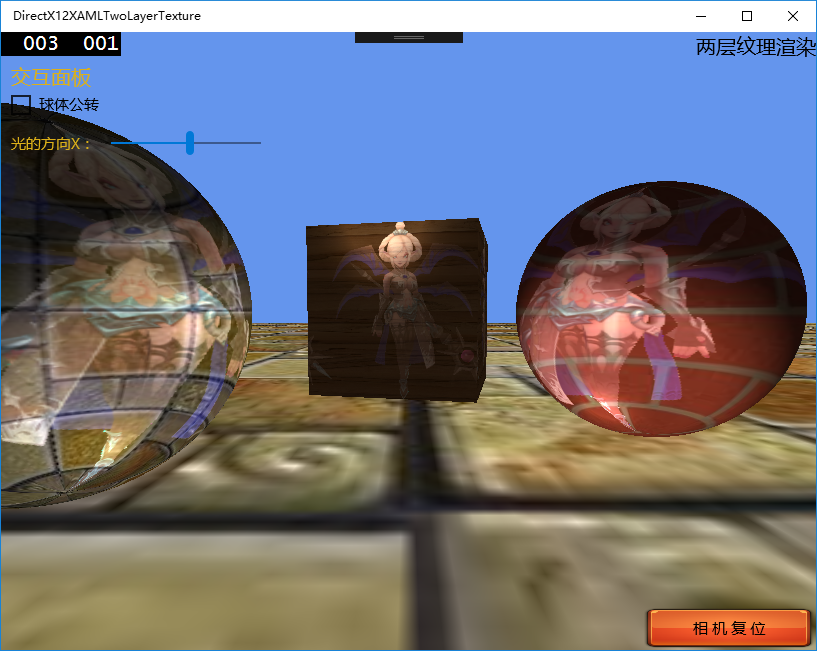 DirectX12XAMLTwoLayerTexture
003 001
两层纹理渲染
交互面板
球体公转
光的方向X：
相机复位